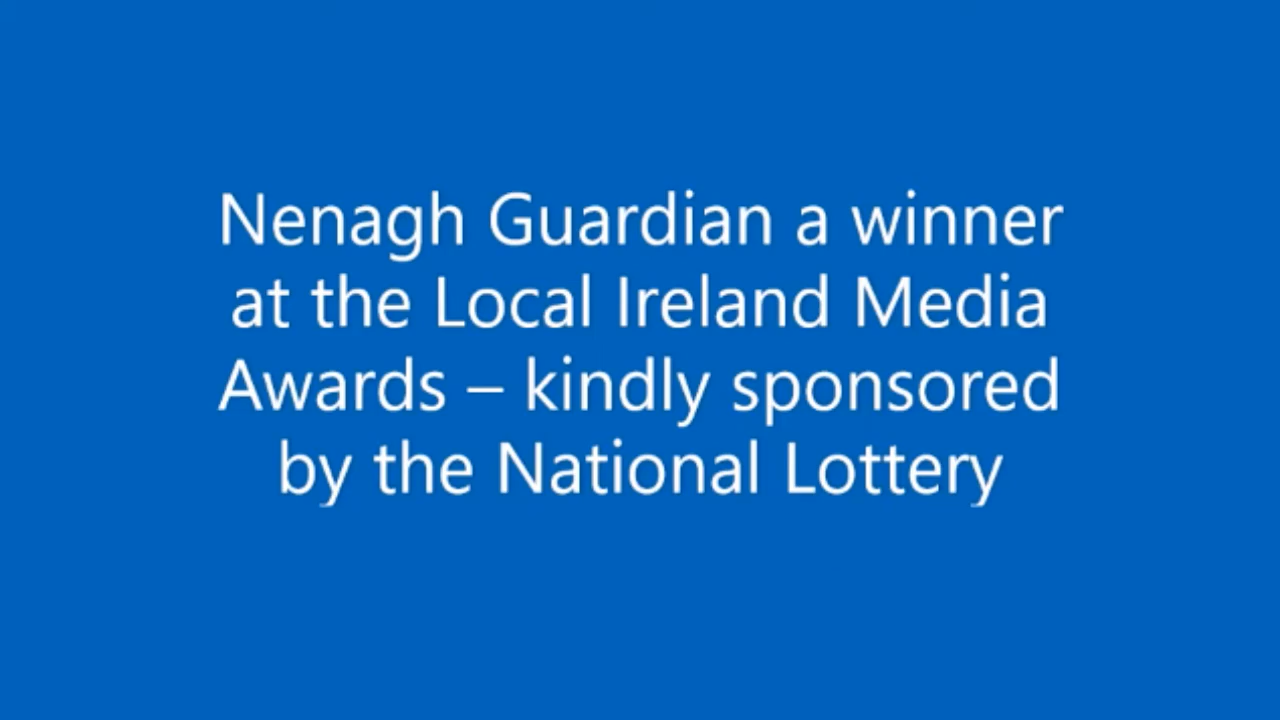 Nenagh Guardian a winner
at the Local Ireland Media
Awards – kindly sponsored
by the National Lottery